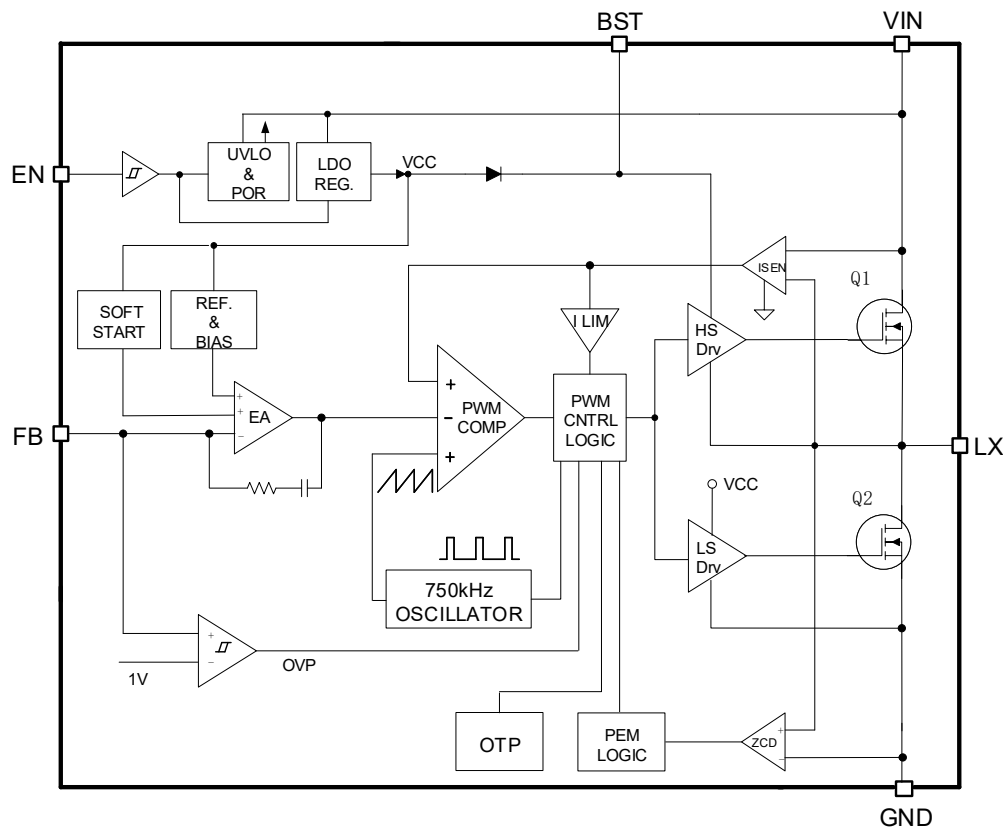 BST
VIN
EN
UVLO
&
POR
LDO
REG.
VCC
SOFT
START
REF.
&
BIAS
ISEN
Q1
I LIM
HS
Drv
+
+
−
EA
+
−
+
PWM
COMP
PWM
CNTRL
LOGIC
FB
LX
VCC
Q2
LS
Drv
750kHz
OSCILLATOR
+
−
1V
OVP
OTP
PEM
LOGIC
+
−
ZCD
GND